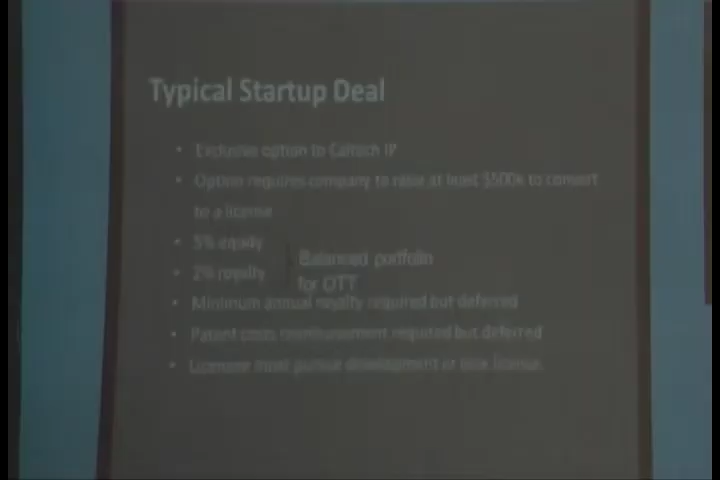 Typical Startup Deal
• Exclusive option to Caltech IP
• Option requires company to raise at least $500k to convert
to a license
• 5% equity
• 2% royalty
Balanced portfolio
for OTT
• Minimum annual royalty required but deferred
• Patent costs reimbursement required but deferred
• Licensee must pursue development or lose license